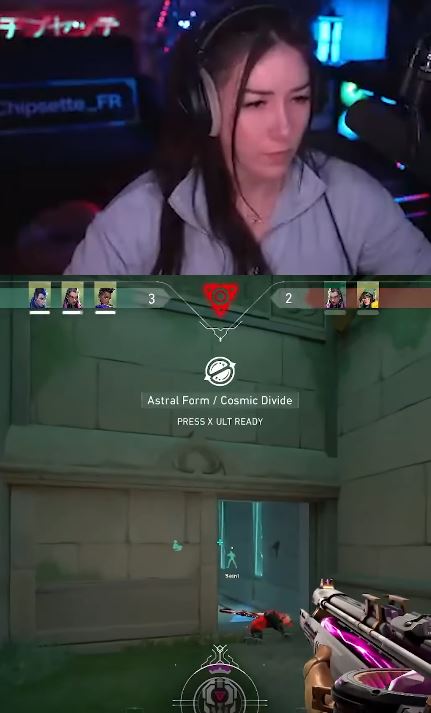 Chipsette_FR
3
2
Astral Form / Cosmic Divide
PRESS X ULT READY